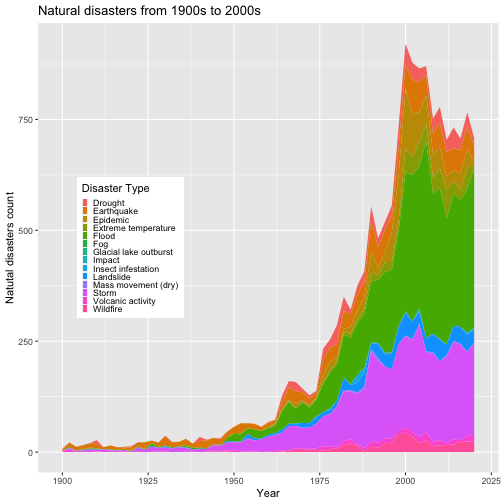 Natural disasters from 1900s to 2000s
Natutal disasters count
750
500
250
0
Disaster Type
Drought
Earthquake
Epidemic
Extreme temperature
Flood
Fog
Glacial lake outburst
Impact
Insect infestation
Landslide
Mass movement (dry)
Storm
Volcanic activity
Wildfire
1900
1925
1950
1975
2000
2025
Year